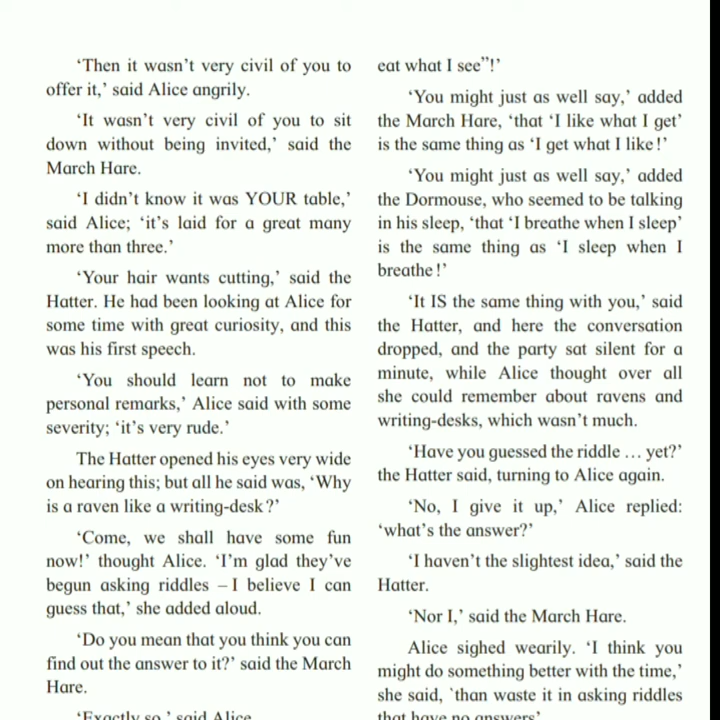 ‘Then it wasn’t very civil of you to
offer it,’ said Alice angrily.
‘It wasn’t very civil of you to sit
down without being invited,’ said the
March Hare.
‘I didn’t know it was YOUR table,’
said Alice; ‘it’s laid for a great many
more than three.’
‘Your hair wants cutting,’ said the
Hatter. He had been looking at Alice for
some time with great curiosity, and this
was his first speech.
‘You should learn not to make
personal remarks,’ Alice said with some
severity; ‘it’s very rude.’
The Hatter opened his eyes very wide
on hearing this; but all he said was, ‘Why
is a raven like a writing-desk?’
‘Come, we shall have some fun
now!’ thought Alice. ‘I’m glad they’ve
begun asking riddles – I believe I can
guess that,’ she added aloud.
‘Do you mean that you think you can
find out the answer to it?’ said the March
Hare.
‘Exactly so,’ said Alice
eat what I see”!’
‘You might just as well say,’ added
the March Hare, ‘that ‘I like what I get’
is the same thing as ‘I get what I like!’
‘You might just as well say,’ added
the Dormouse, who seemed to be talking
in his sleep, ‘that ‘I breathe when I sleep’
is the same thing as ‘I sleep when I
breathe!’
‘It IS the same thing with you,’ said
the Hatter, and here the conversation
dropped, and the party sat silent for a
minute, while Alice thought over all
she could remember about ravens and
writing-desks, which wasn’t much.
‘Have you guessed the riddle ... yet?’
the Hatter said, turning to Alice again.
‘No, I give it up,’ Alice replied:
‘what’s the answer?’
‘I haven’t the slightest idea,’ said the
Hatter.
‘Nor I,’ said the March Hare.
Alice sighed wearily. ‘I think you
might do something better with the time,’
she said, ‘than waste it in asking riddles
that have no answers’